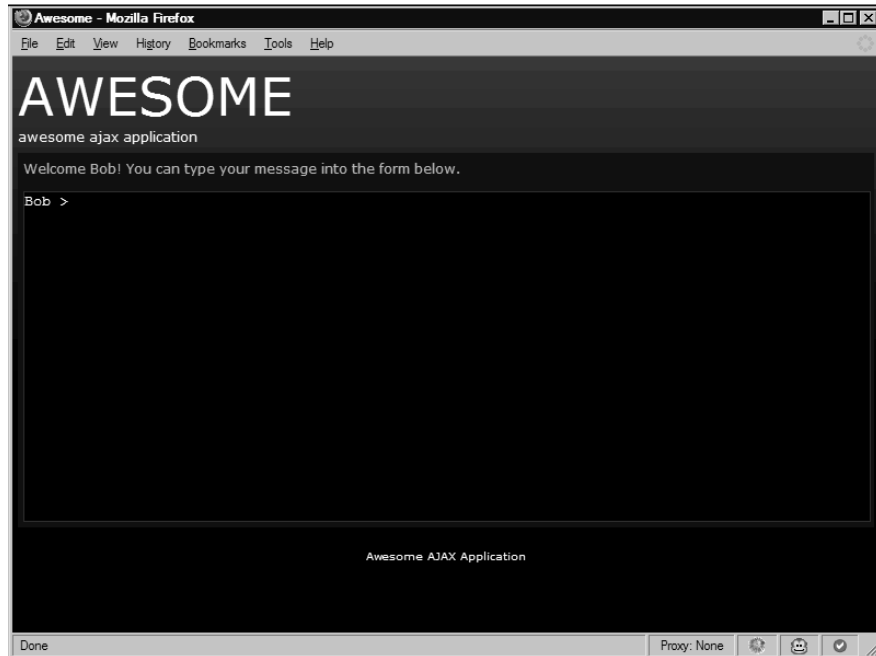 Awesome - Mozilla Firefox
File Edit View History Bookmarks Tools Help
AWESOME
awesome ajax application
Welcome Bob! You can type your message into the form below.
Bob >
Awesome AJAX Application
Done Proxy: None